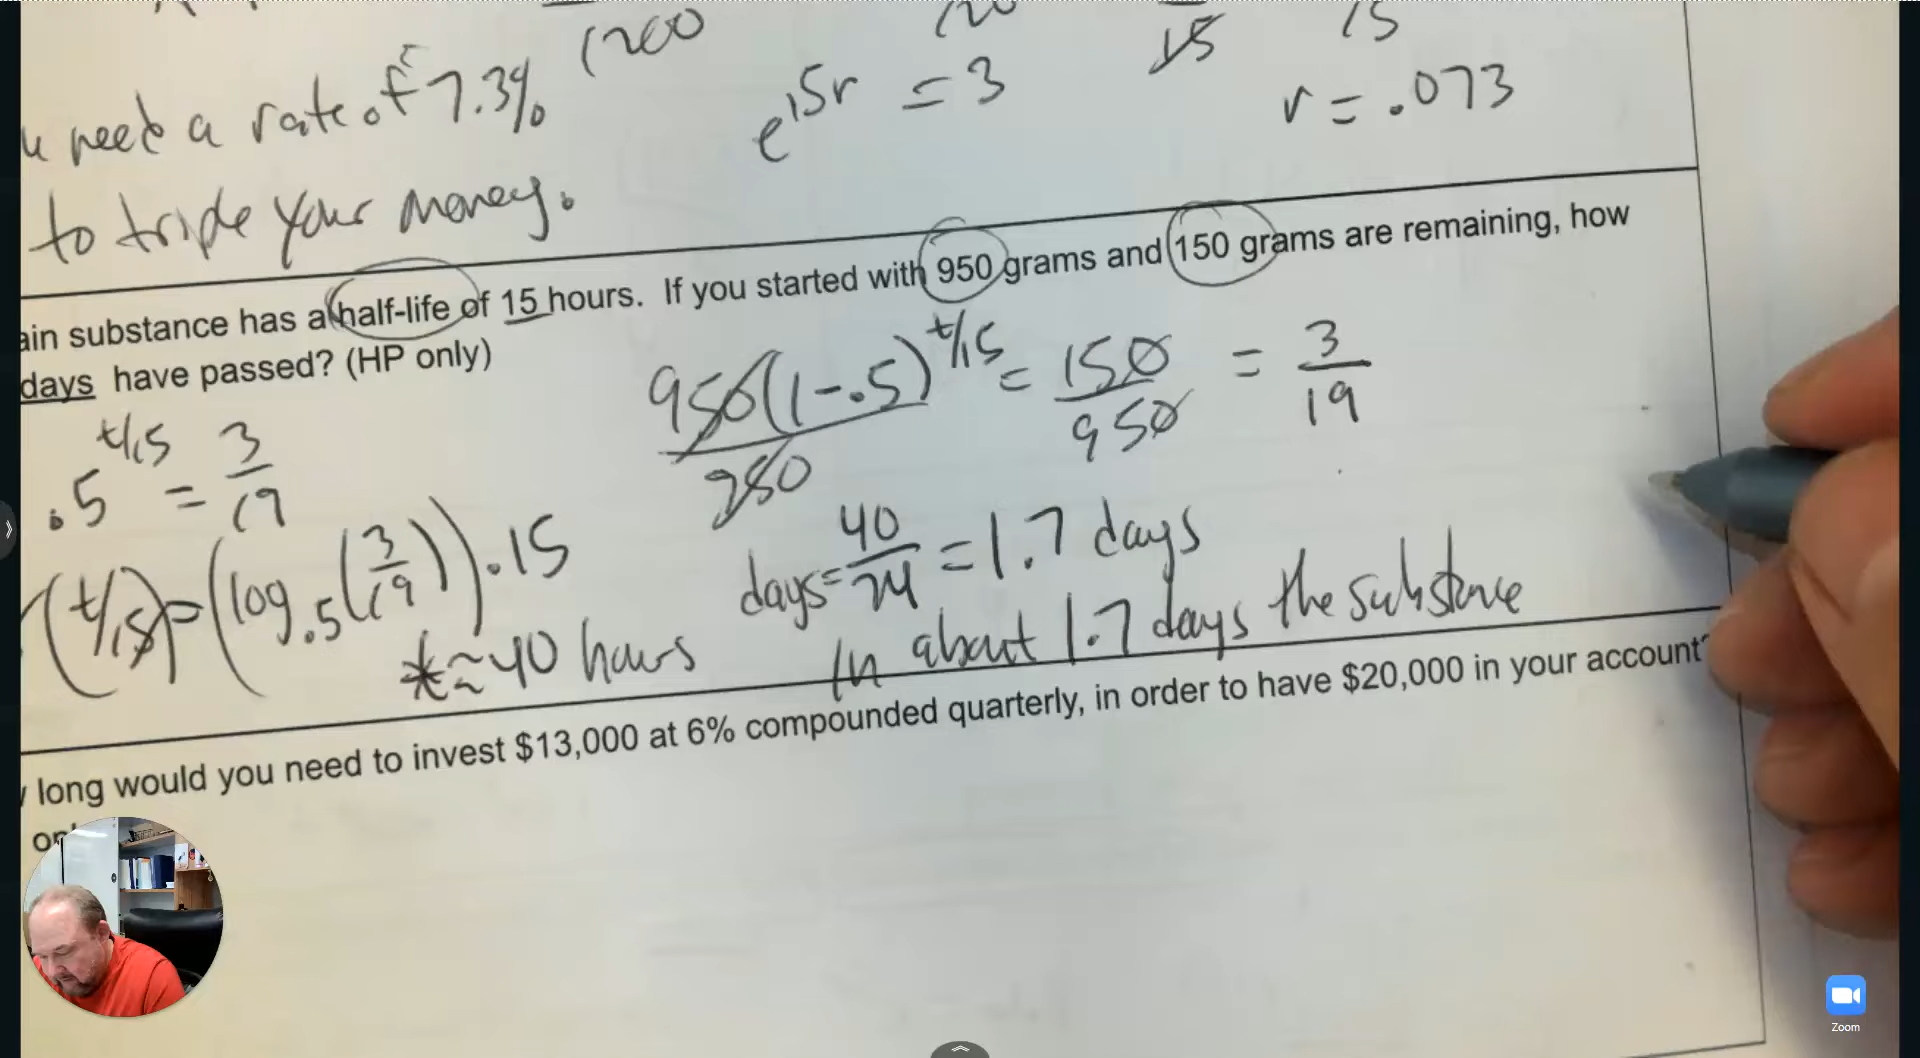 1200
need a rate of 7.3%
e^15r = 3
15
15
r = .073
to triple your money.
ain substance has a half-life of 15 hours. If you started with 950 grams and 150 grams are remaining, how
days have passed? (HP only)
950(1-.5)^t/15 / 950 = 150/950 = 3/19
.5^t/15 = 3/19
(t/15) = (log.5(3/19)).15
t ≈ 40 hours
days = 40/24 = 1.7 days
In about 1.7 days the substance
long would you need to invest $13,000 at 6% compounded quarterly, in order to have $20,000 in your account?
Zoom